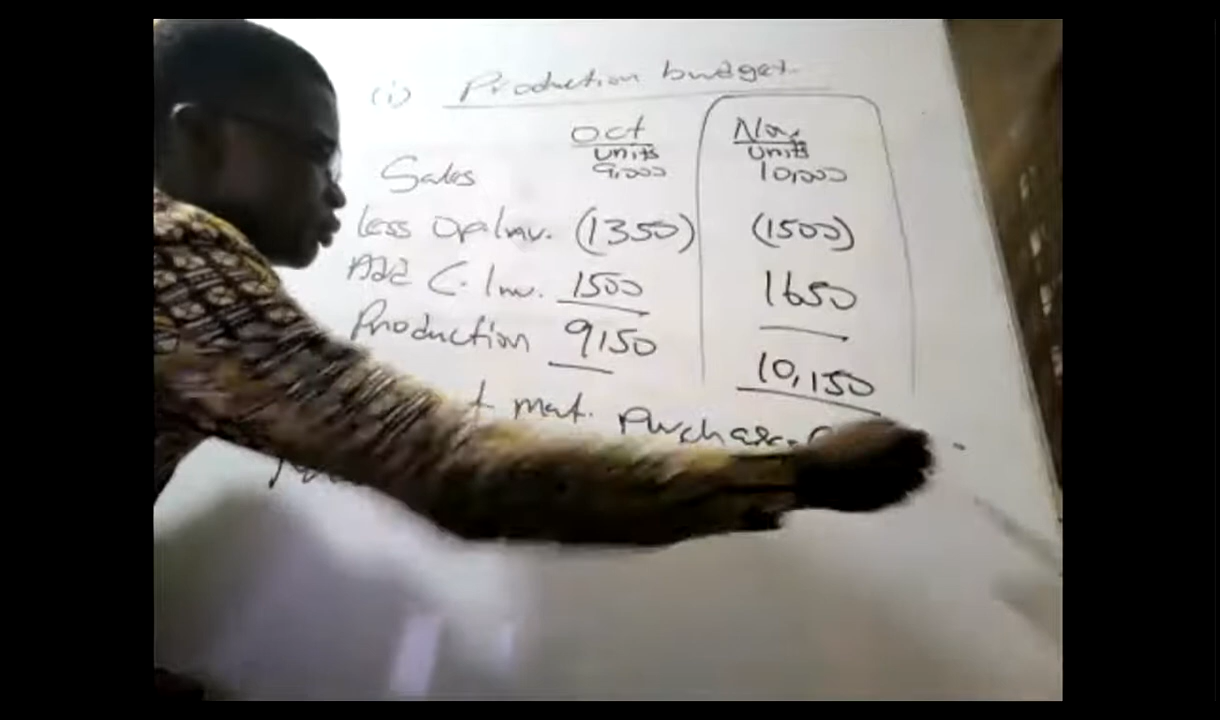 (i) Production budget
Oct Nov
units units
Sales 9,000 10,000
Less Op. Inv. (1350) (1500)
Add C. Inv. 1500 1650
Production 9150 10,150
mat. Purchase